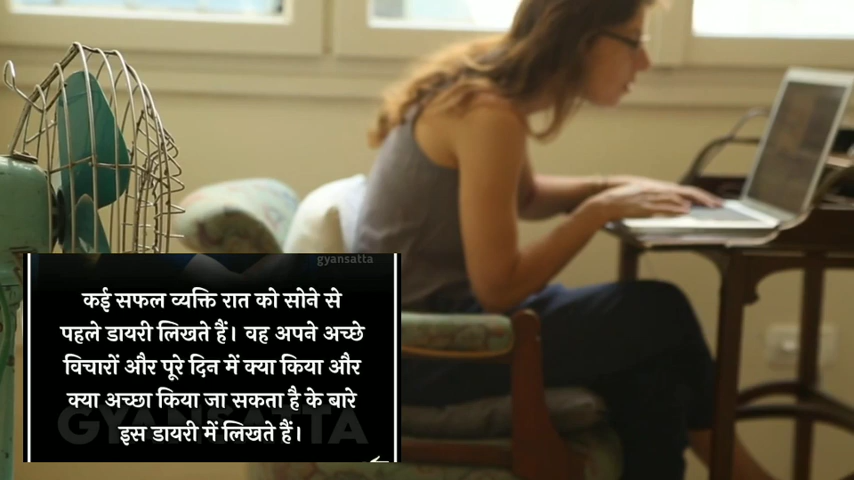 gyansatta
कई सफल व्यक्ति रात को सोने से
पहले डायरी लिखते हैं। वह अपने अच्छे
विचारों और पूरे दिन में क्या किया और
क्या अच्छा किया जा सकता है के बारे
इस डायरी में लिखते हैं।
GYANSATTA